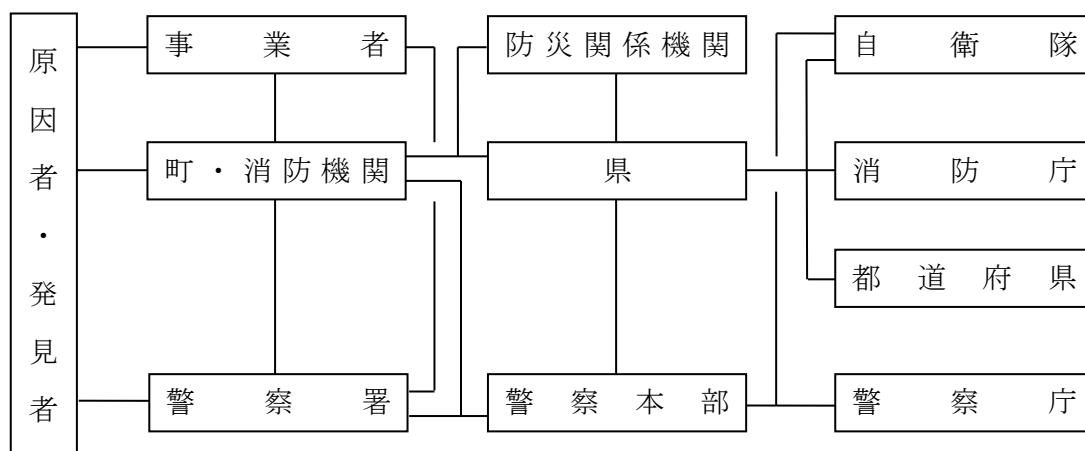 原因者・発見者
事業者
防災関係機関
自衛隊
町・消防機関
県
消防庁
都道府県
警察署
警察本部
警察庁